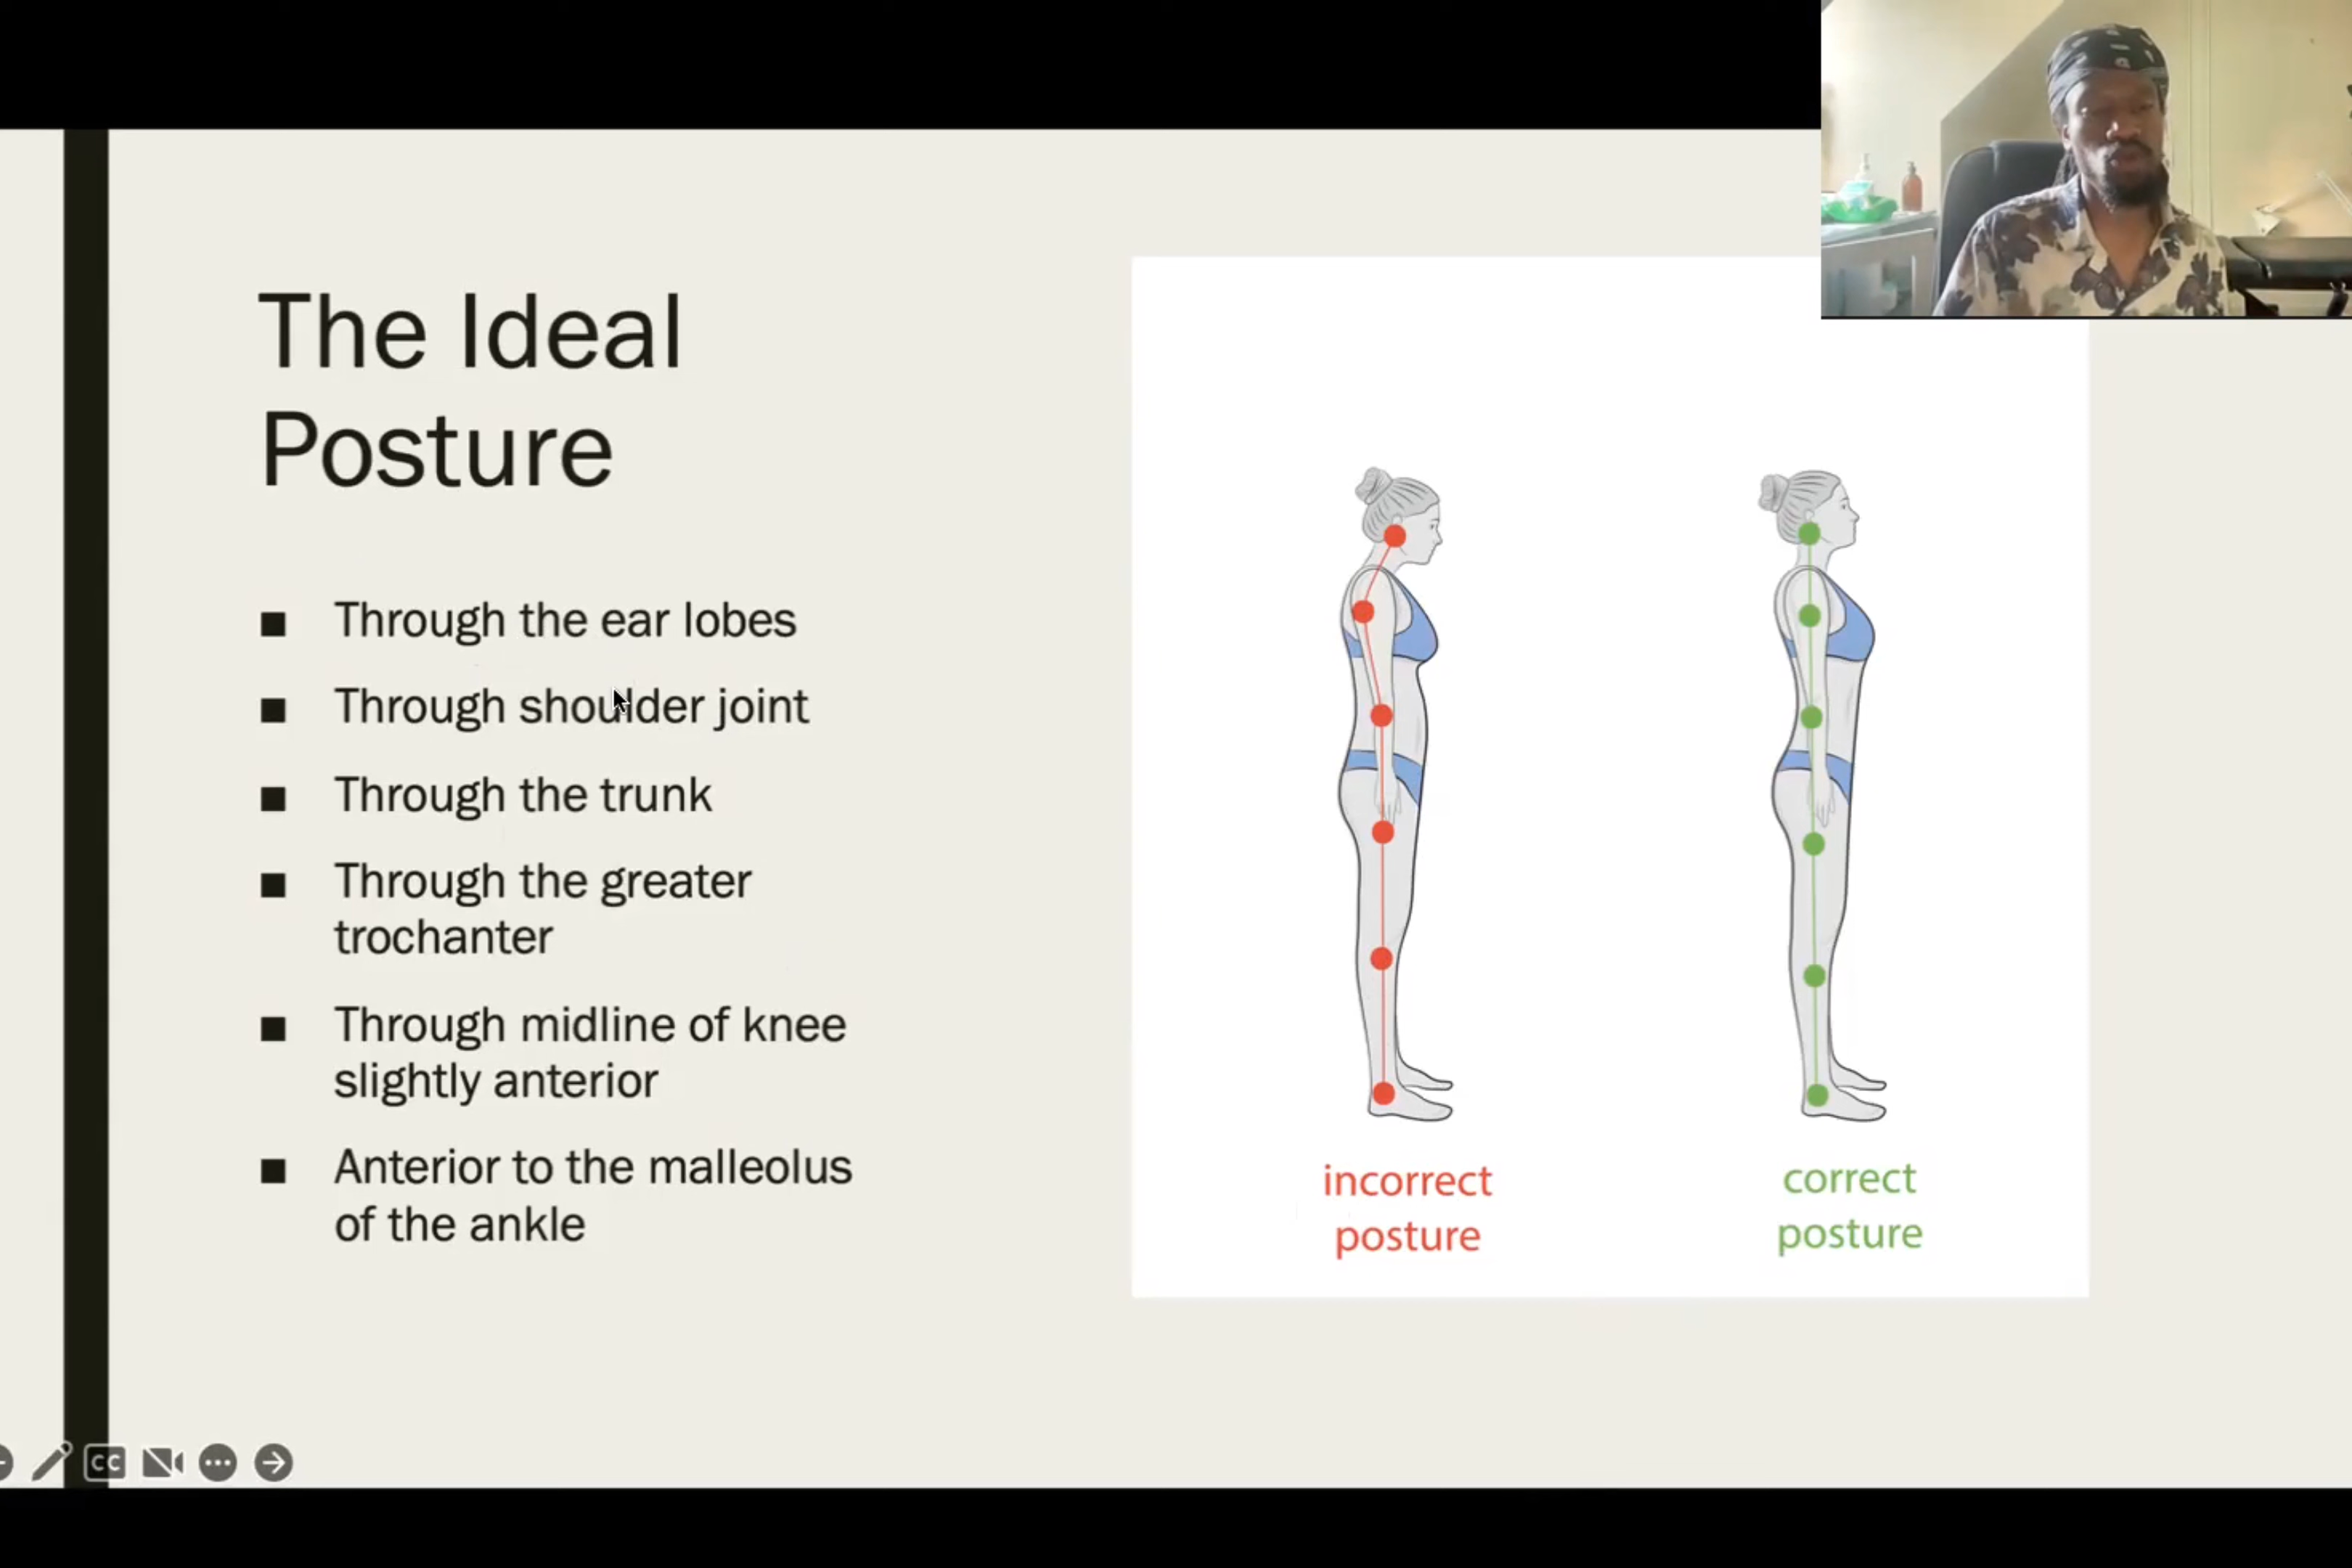 The Ideal
Posture
Through the ear lobes
Through shoulder joint
Through the trunk
Through the greater
trochanter
Through midline of knee
slightly anterior
Anterior to the malleolus
of the ankle
incorrect
posture
correct
posture
CC